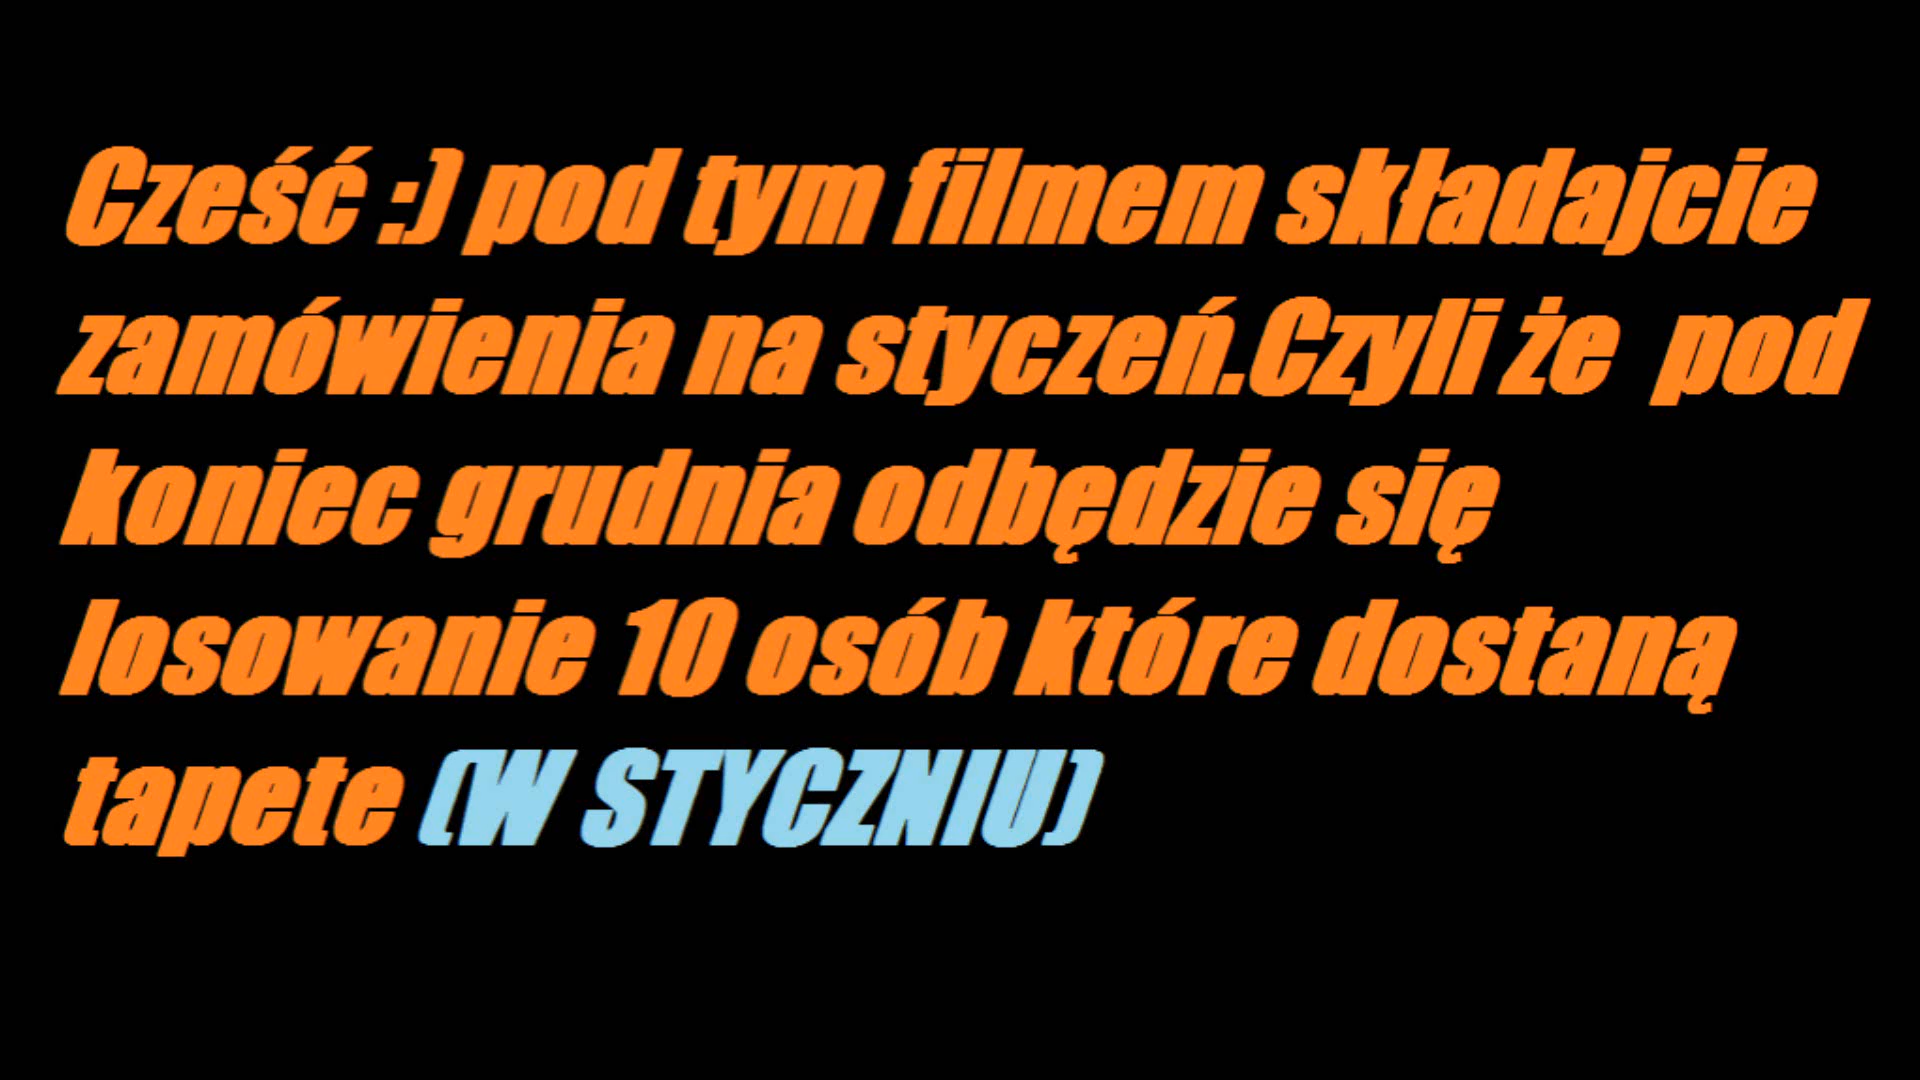 Cześć :) pod tym filmem składajcie
zamówienia na styczeń.Czyli że  pod
koniec grudnia odbędzie się
losowanie 10 osób które dostaną
tapete (W STYCZNIU)